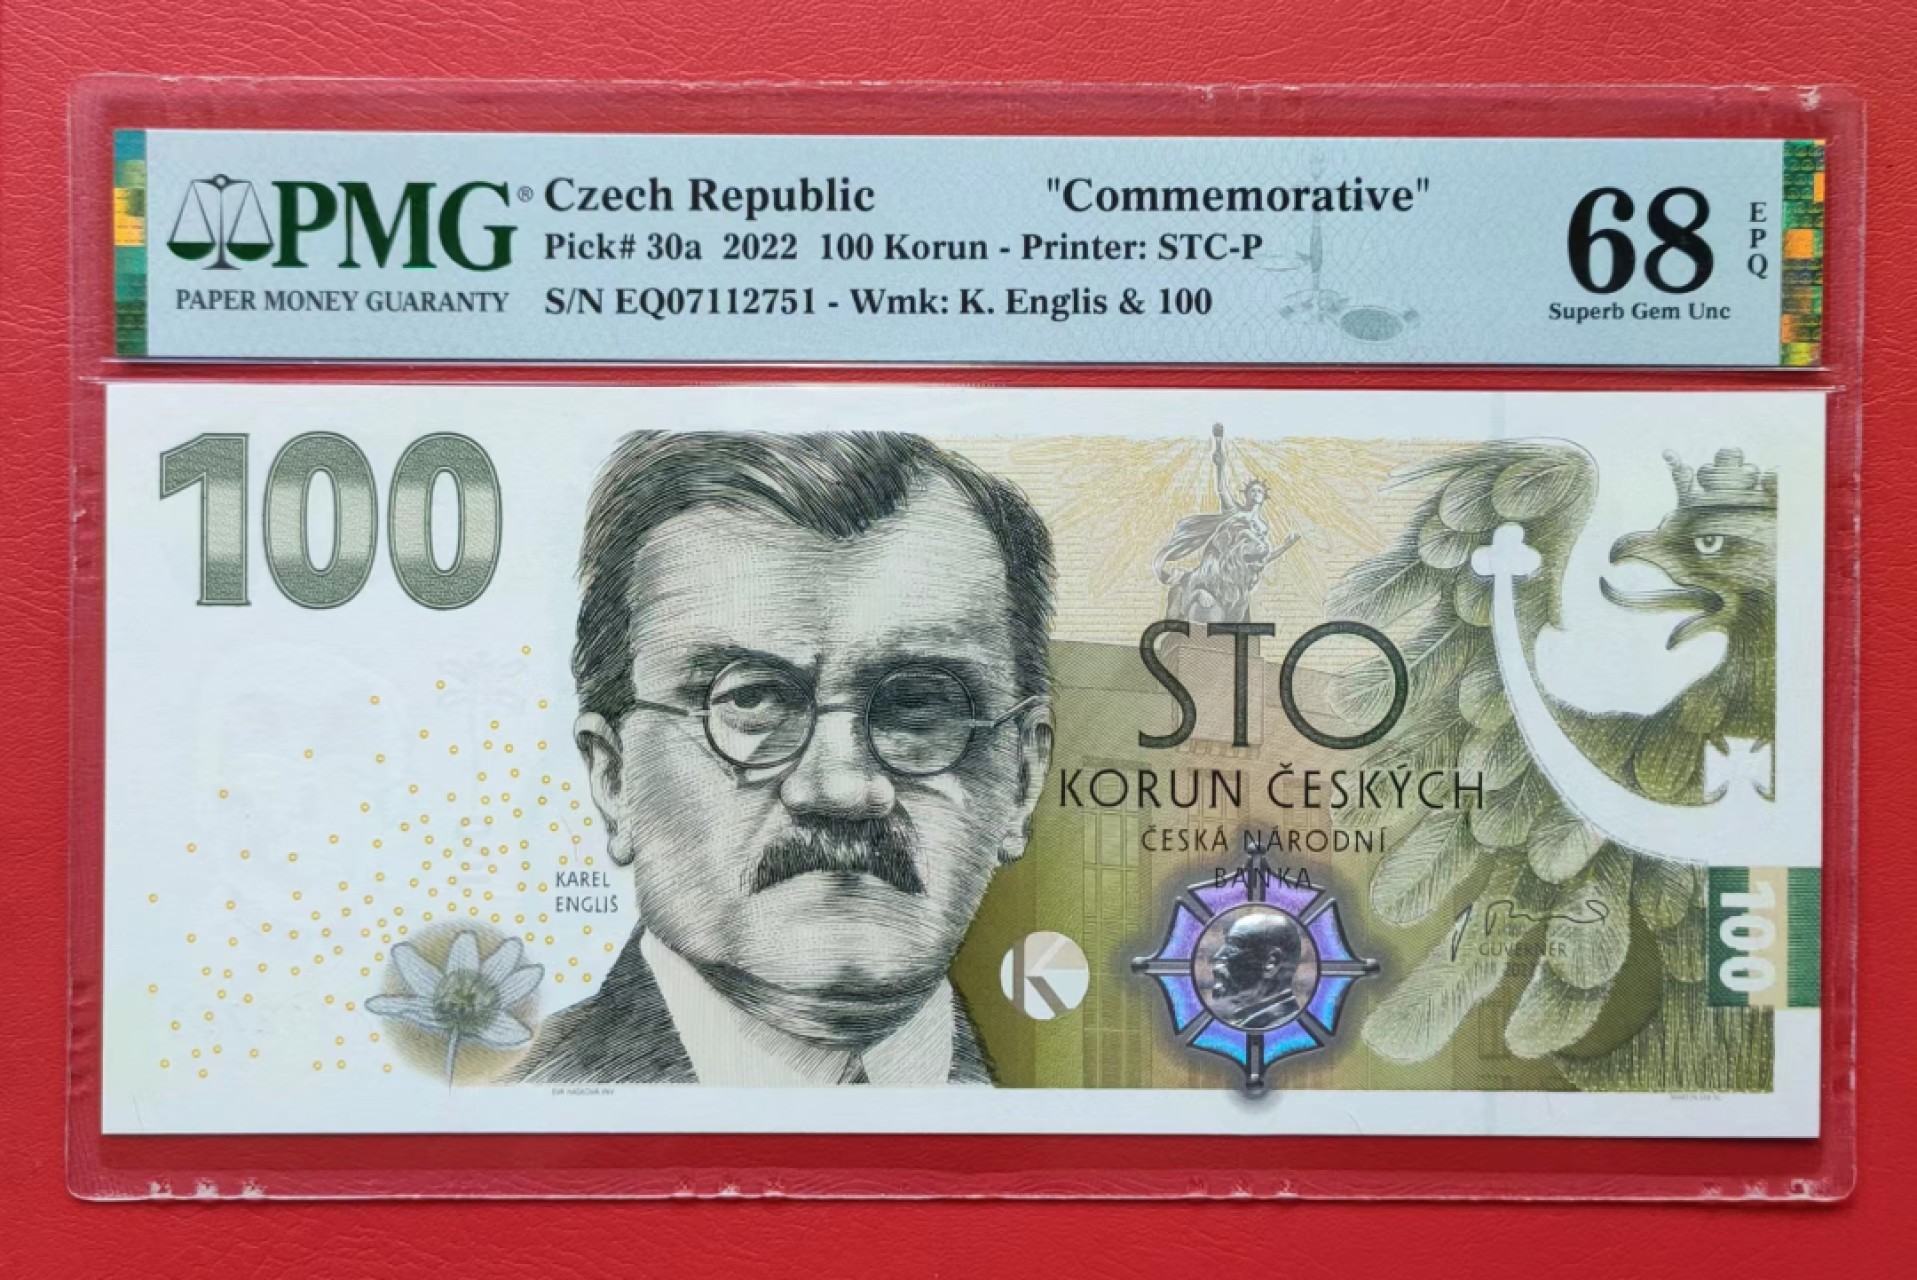 PMG®
PAPER MONEY GUARANTY
Czech Republic "Commemorative"
Pick# 30a 2022 100 Korun - Printer: STC-P
S/N EQ07112751 - Wmk: K. Englis & 100
68
EPQ
Superb Gem Unc
100
STO
KORUN ČESKÝCH
ČESKÁ NÁRODNÍ
BANKA
KAREL
ENGLIŠ
K
GUVERNÉR
100